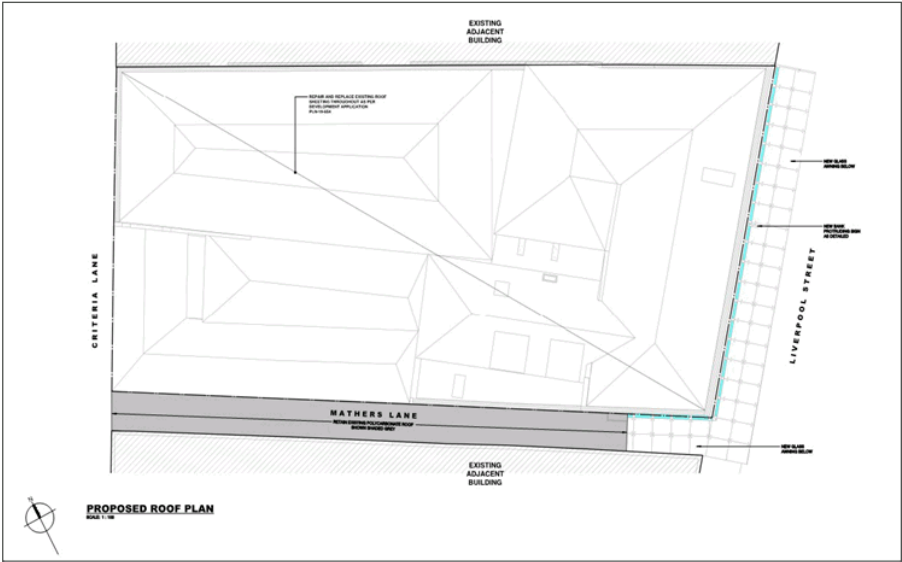 EXISTING
ADJACENT
BUILDING
REPAIR AND REPLACE EXISTING ROOF
SHEETING THROUGHOUT AS PER
DEVELOPMENT APPLICATION
NEW GLASS
AWNING BELOW
NEW BANK
PROTRUDING SIGN
AS DETAILED
CRITERIA LANE
LIVERPOOL STREET
MATHERS LANE
RETAIN EXISTING POLYCARBONATE ROOF
SHOWN SHADED GREY
NEW GLASS
AWNING BELOW
EXISTING
ADJACENT
BUILDING
N
PROPOSED ROOF PLAN
SCALE: 1 : 100